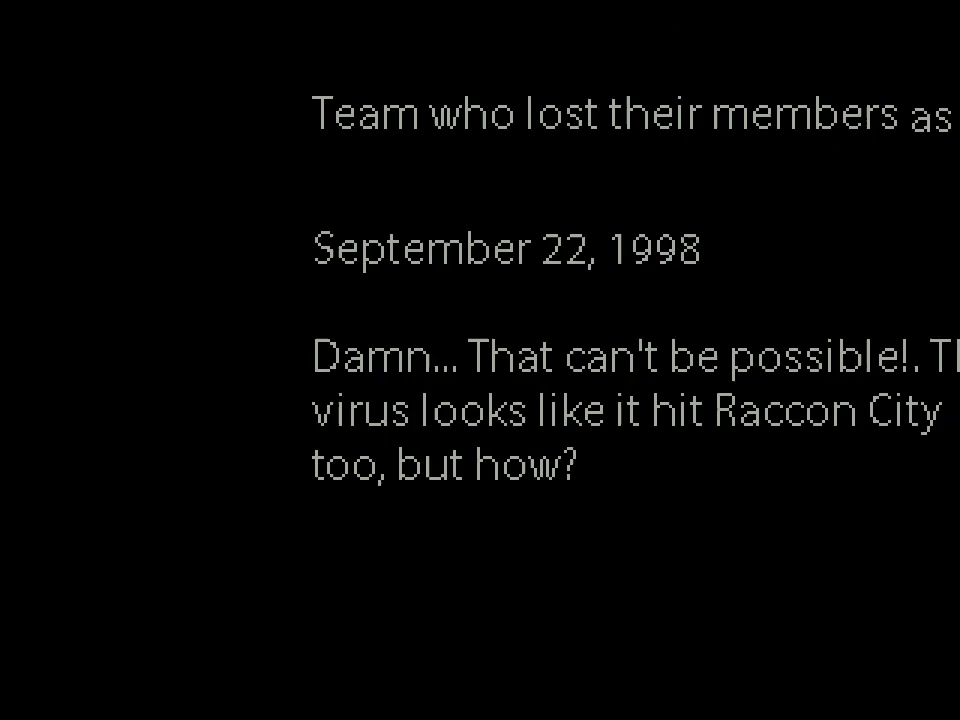 Team who lost their members as
September 22, 1998
Damn... That can't be possible!. Th
virus looks like it hit Raccon City
too, but how?